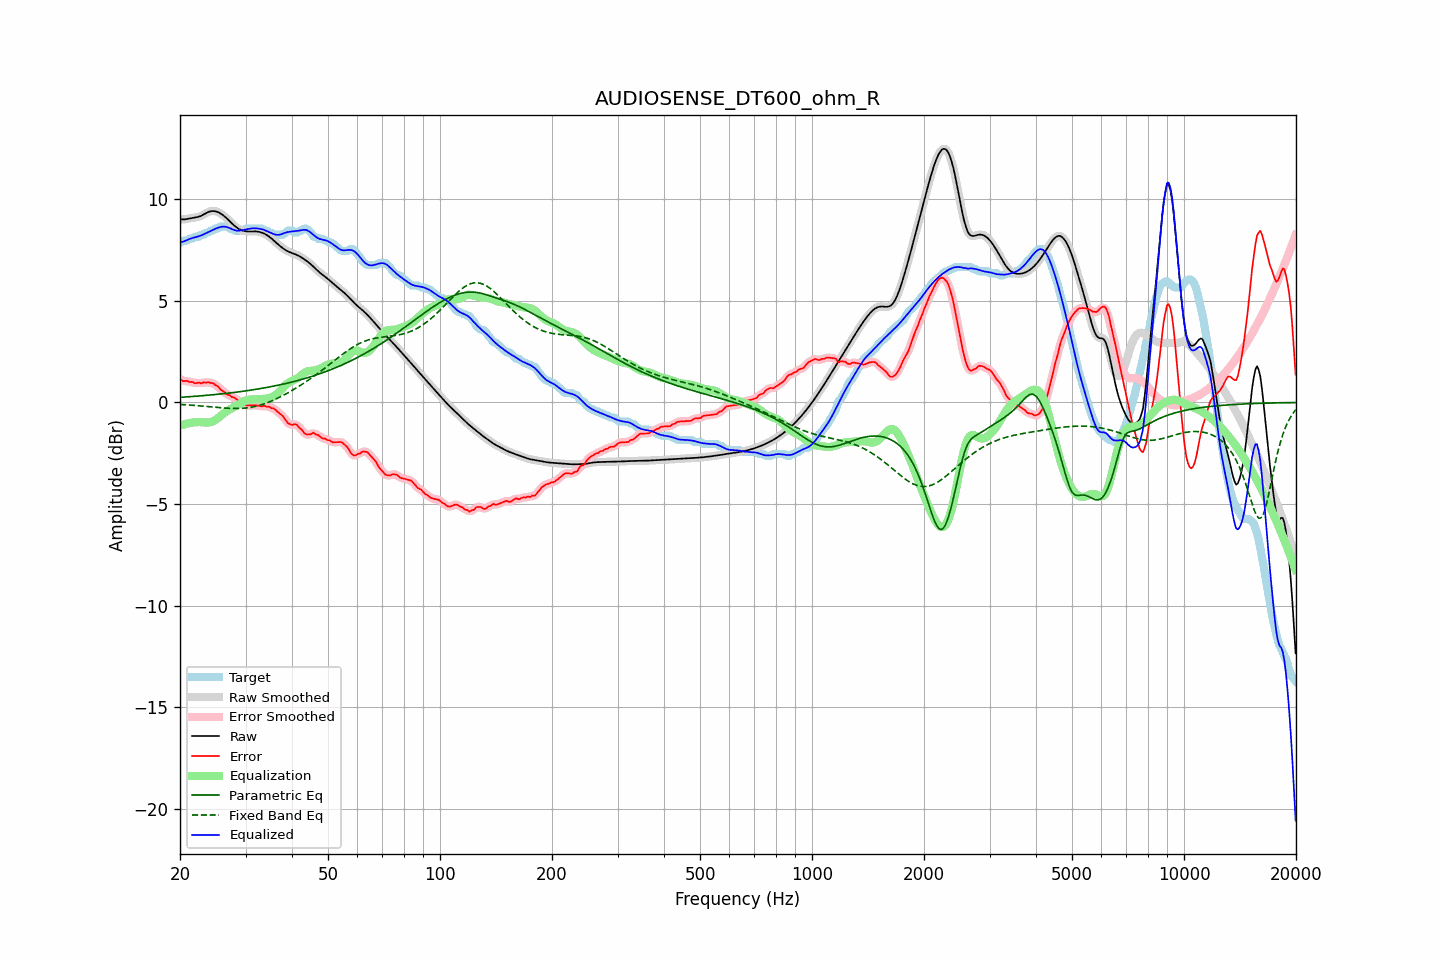 AUDIOSENSE_DT600_ohm_R
Amplitude (dBr)
10
5
0
−5
−10
−15
−20
Target
Raw Smoothed
Error Smoothed
Raw
Error
Equalization
Parametric Eq
Fixed Band Eq
Equalized
20 50 100 200 500 1000 2000 5000 10000 20000
Frequency (Hz)